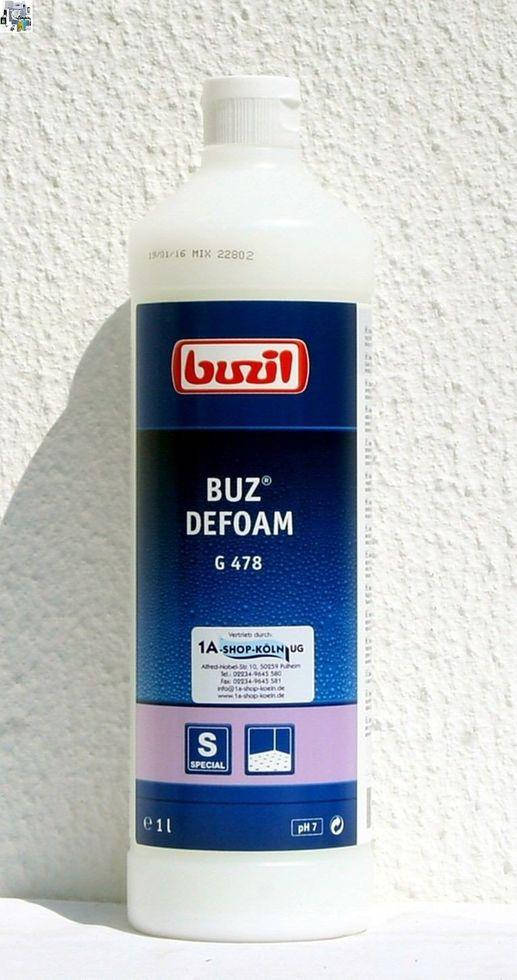 19/01/16 MIX 22802
buzil
BUZ®
DEFOAM
G 478
Vertrieb durch:
1A-SHOP-KÖLN UG
Alfred-Nobel-Str. 10, 50259 Pulheim
Tel.: 02234-9645 580
Fax: 02234-9645 581
info@1a-shop-koeln.de
www.1a-shop-koeln.de
S
SPECIAL
℮ 1 l
pH 7